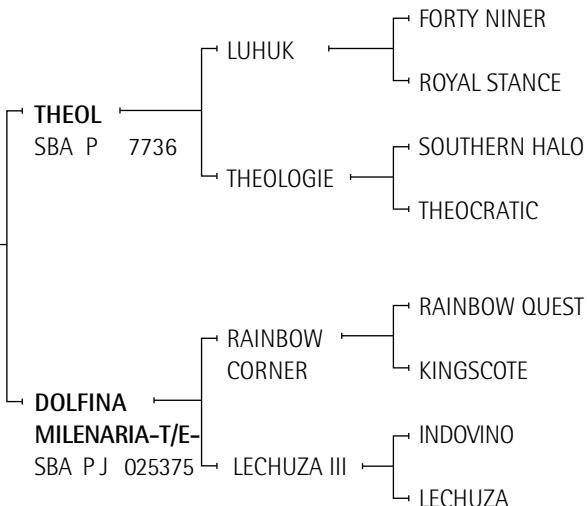 FORTY NINER
LUHUK
ROYAL STANCE
THEOL
SBA P 7736
SOUTHERN HALO
THEOLOGIE
THEOCRATIC
RAINBOW QUEST
RAINBOW
CORNER
KINGSCOTE
DOLFINA
MILENARIA-T/E-
SBA PJ 025375
INDOVINO
LECHUZA III
LECHUZA